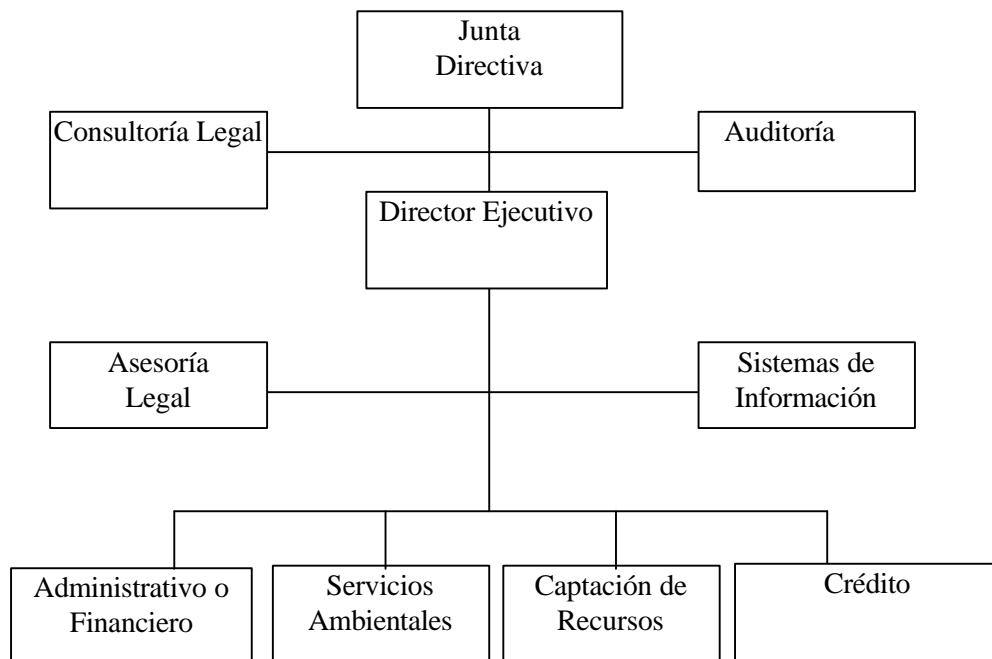 Junta
Directiva
Consultoría Legal
Auditoría
Director Ejecutivo
Asesoría
Legal
Sistemas de
Información
Administrativo o
Financiero
Servicios
Ambientales
Captación de
Recursos
Crédito